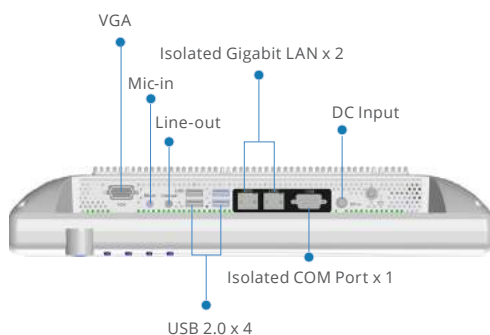 VGA
Isolated Gigabit LAN x 2
Mic-in
Line-out
DC Input
Isolated COM Port x 1
USB 2.0 x 4